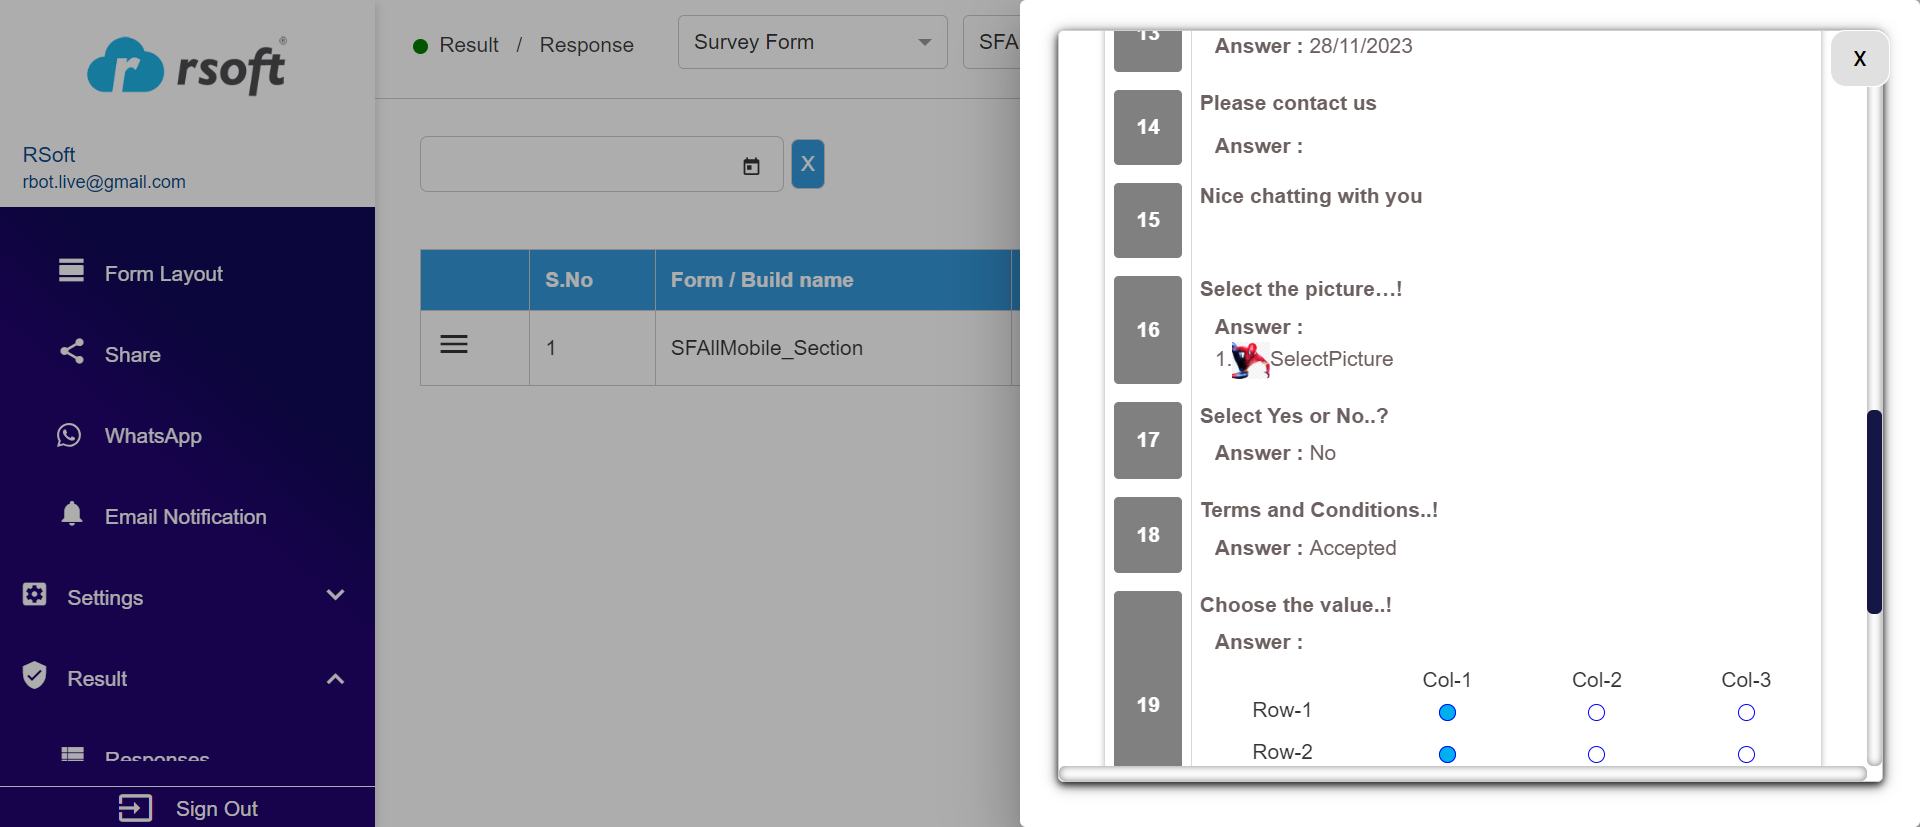 rsoft®
RSoft
rbot.live@gmail.com
Form Layout
Share
WhatsApp
Email Notification
Settings
Result
Responses
Sign Out
Result / Response
Survey Form
SFA
X
S.No
Form / Build name
1
SFAllMobile_Section
X
13
Answer : 28/11/2023
14
Please contact us
Answer :
15
Nice chatting with you
16
Select the picture...!
Answer :
1. SelectPicture
17
Select Yes or No..?
Answer : No
18
Terms and Conditions..!
Answer : Accepted
19
Choose the value..!
Answer :
Col-1 Col-2 Col-3
Row-1
Row-2